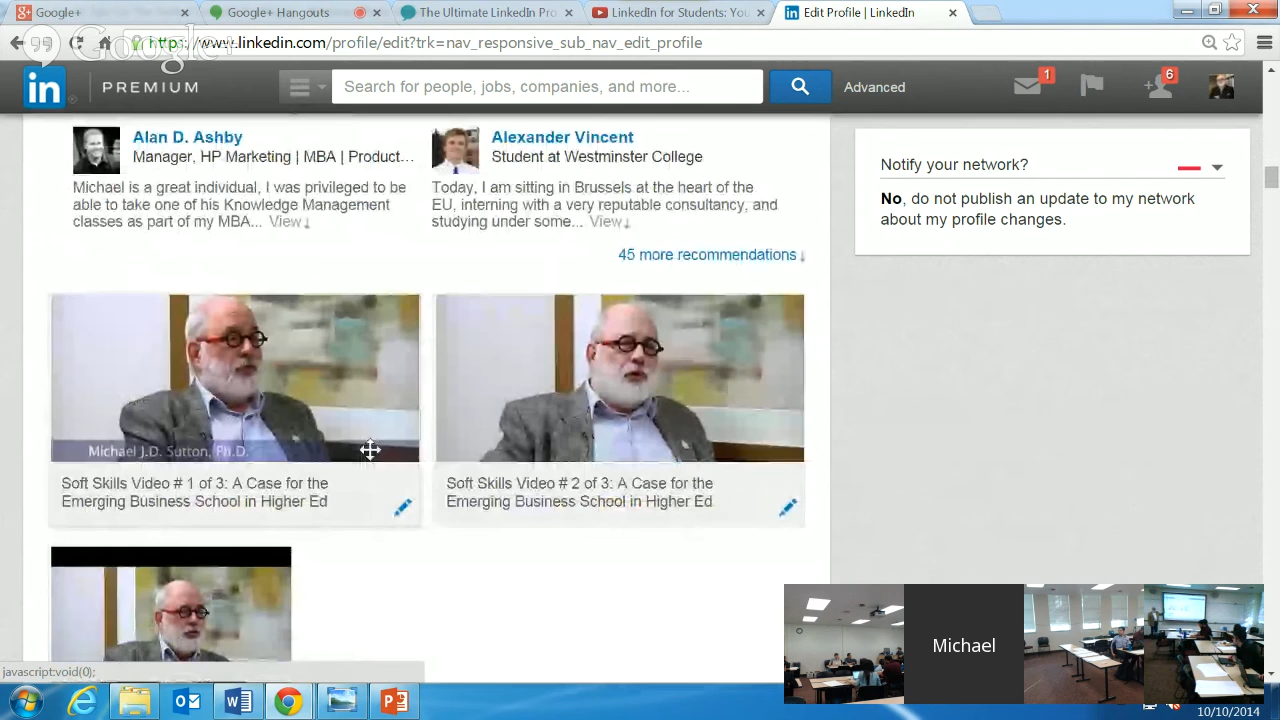 Google+
Google+ Hangouts
The Ultimate LinkedIn Pro
LinkedIn for Students: You
Edit Profile | LinkedIn
https://www.linkedin.com/profile/edit?trk=nav_responsive_sub_nav_edit_profile
Google+
in
PREMIUM
Search for people, jobs, companies, and more...
Advanced
1
6
Alan D. Ashby
Manager, HP Marketing | MBA | Product...
Michael is a great individual, I was privileged to be
able to take one of his Knowledge Management
classes as part of my MBA... View
Alexander Vincent
Student at Westminster College
Today, I am sitting in Brussels at the heart of the
EU, interning with a very reputable consultancy, and
studying under some... View
45 more recommendations
Notify your network?
No, do not publish an update to my network
about my profile changes.
Michael J.D. Sutton, Ph.D.
Soft Skills Video # 1 of 3: A Case for the
Emerging Business School in Higher Ed
Soft Skills Video # 2 of 3: A Case for the
Emerging Business School in Higher Ed
Michael
javascript:void(0);
10/10/2014